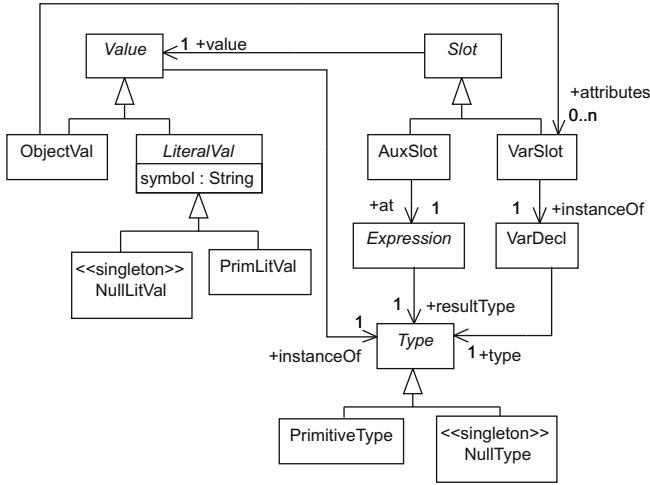 Value
1 +value
Slot
+attributes
0..n
ObjectVal
LiteralVal
symbol : String
AuxSlot
VarSlot
+at
1
1
+instanceOf
<<singleton>>
NullLitVal
PrimLitVal
Expression
VarDecl
1
+resultType
1
+instanceOf
Type
1
+type
PrimitiveType
<<singleton>>
NullType